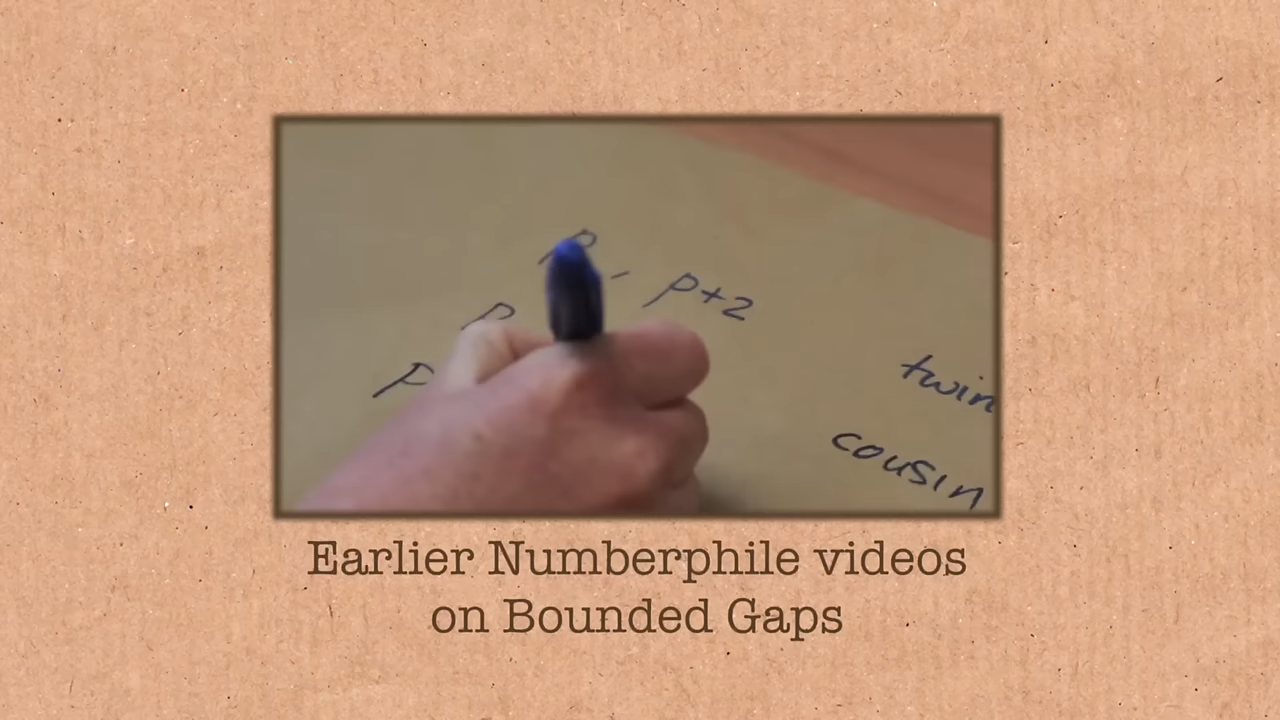 p - p+2
p
p
twin
cousin
Earlier Numberphile videos
on Bounded Gaps